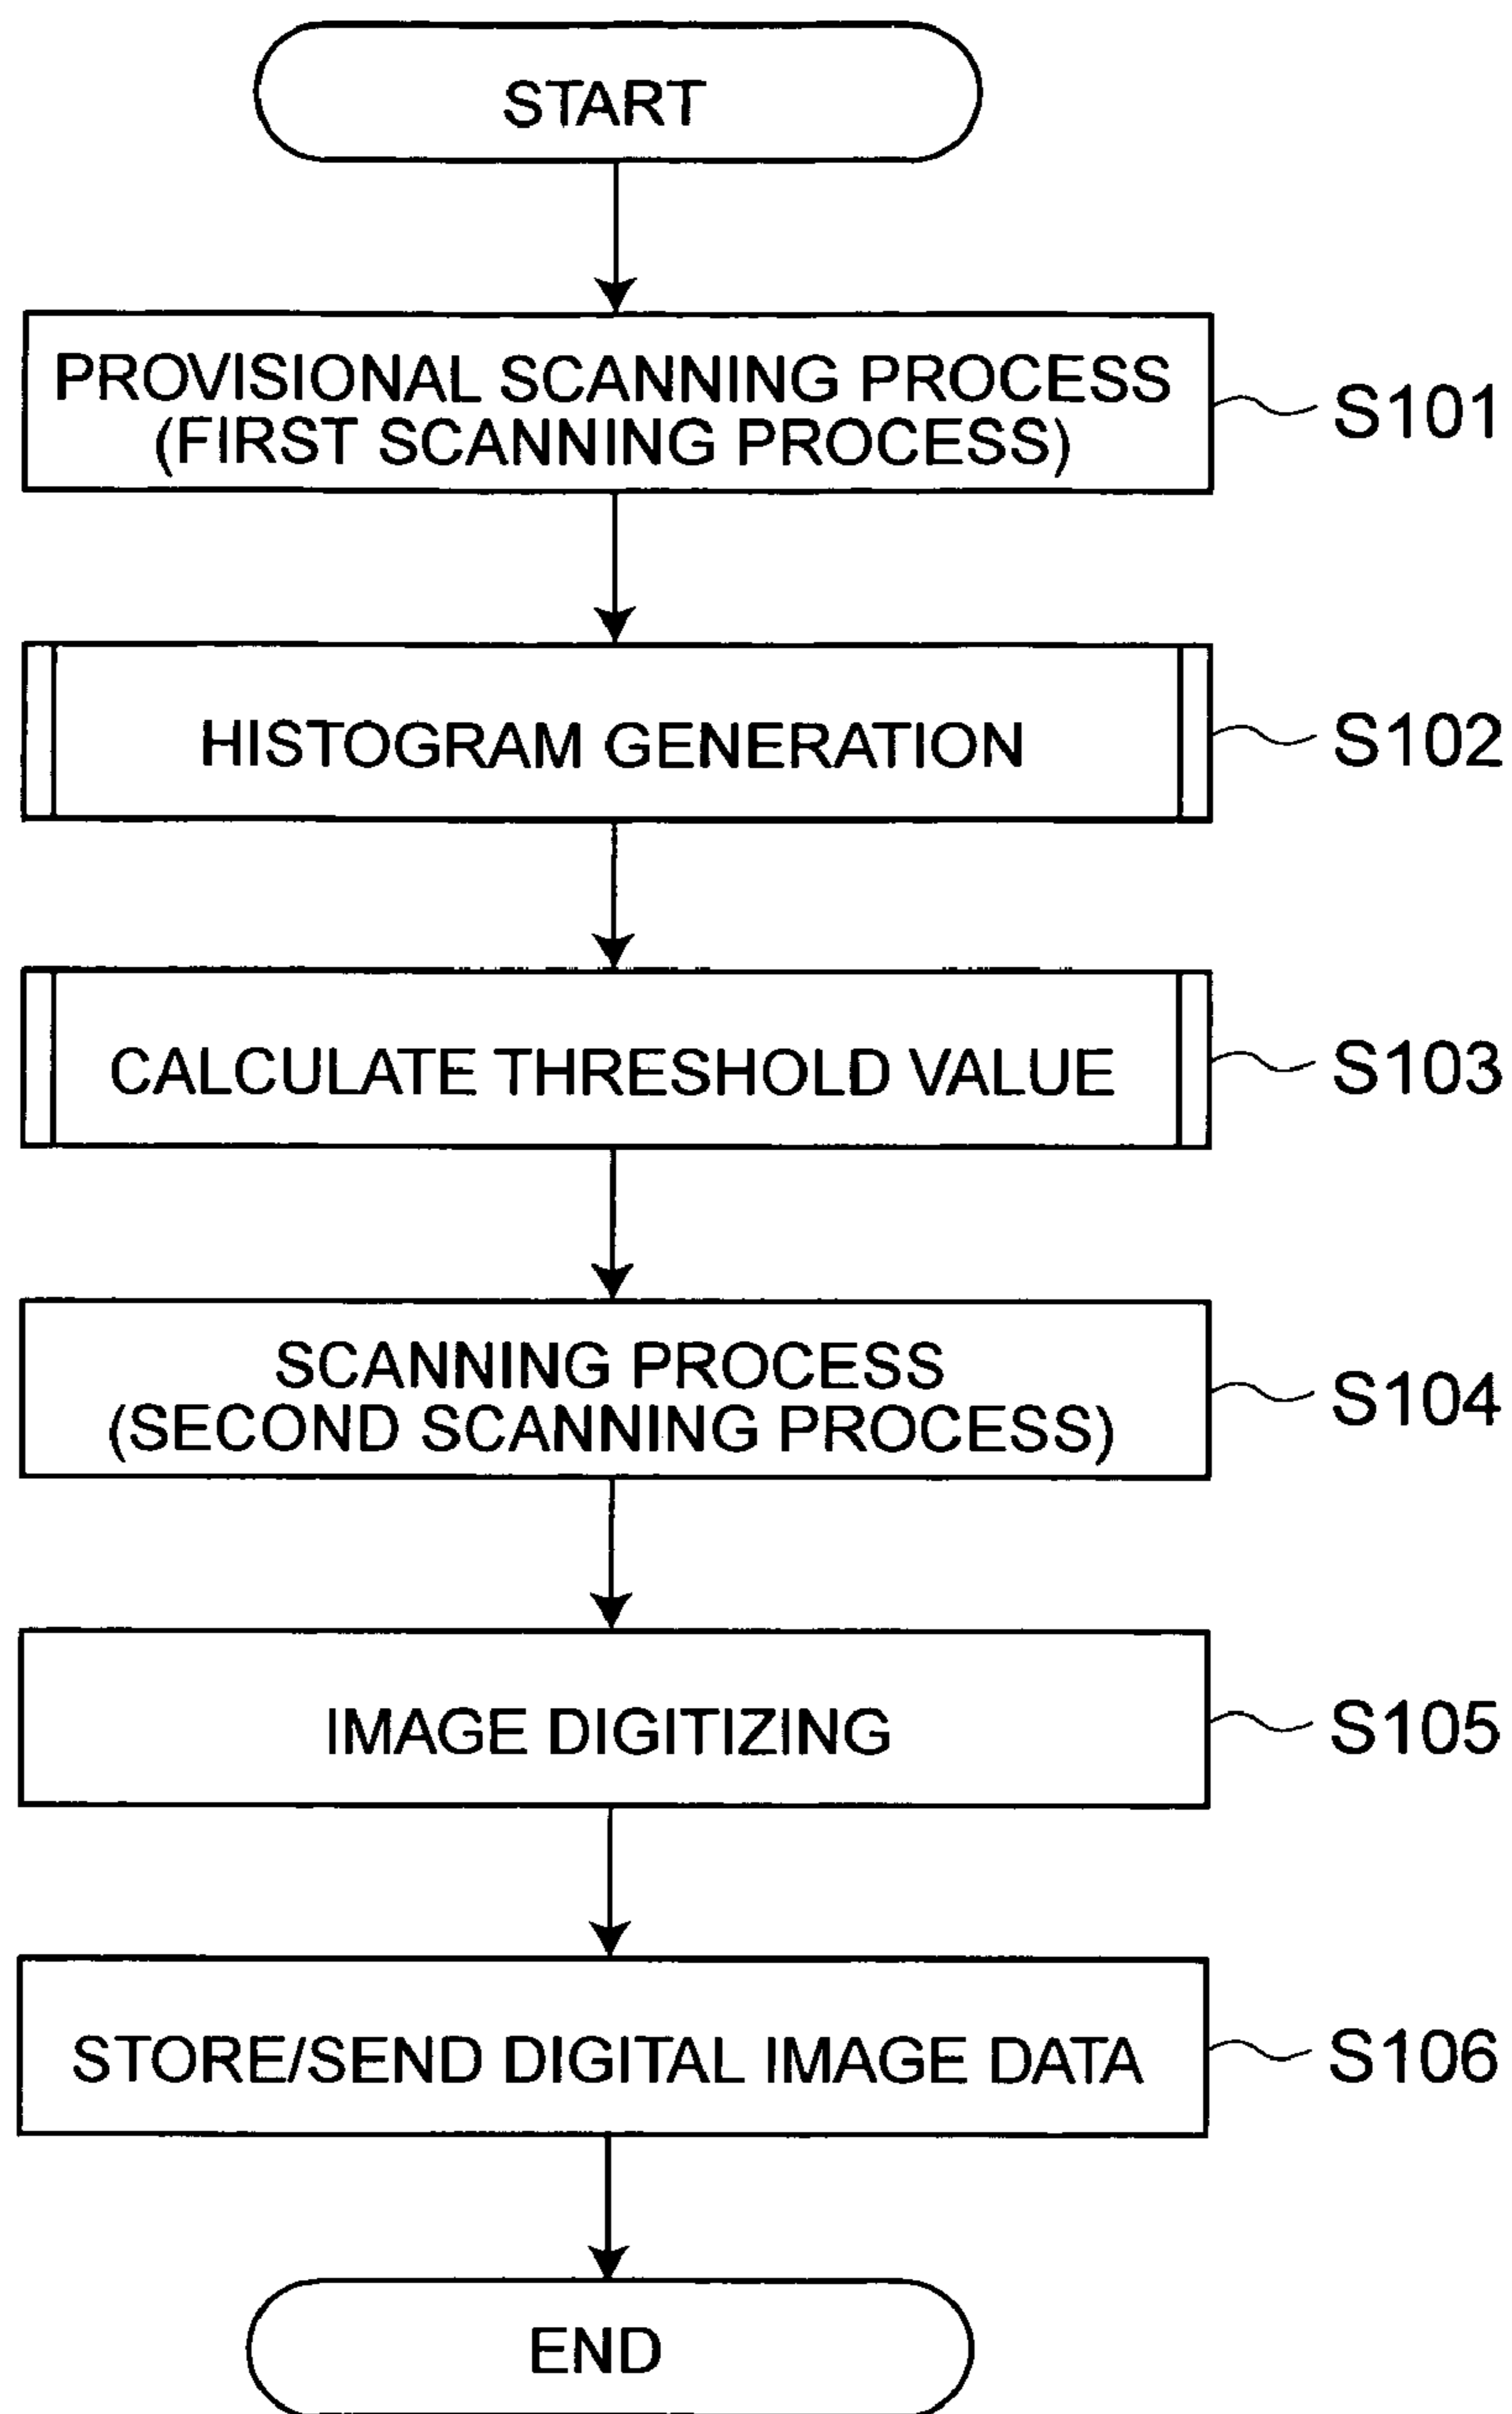 START
PROVISIONAL SCANNING PROCESS
(FIRST SCANNING PROCESS)
S101
HISTOGRAM GENERATION
S102
CALCULATE THRESHOLD VALUE
S103
SCANNING PROCESS
(SECOND SCANNING PROCESS)
S104
IMAGE DIGITIZING
S105
STORE/SEND DIGITAL IMAGE DATA
S106
END